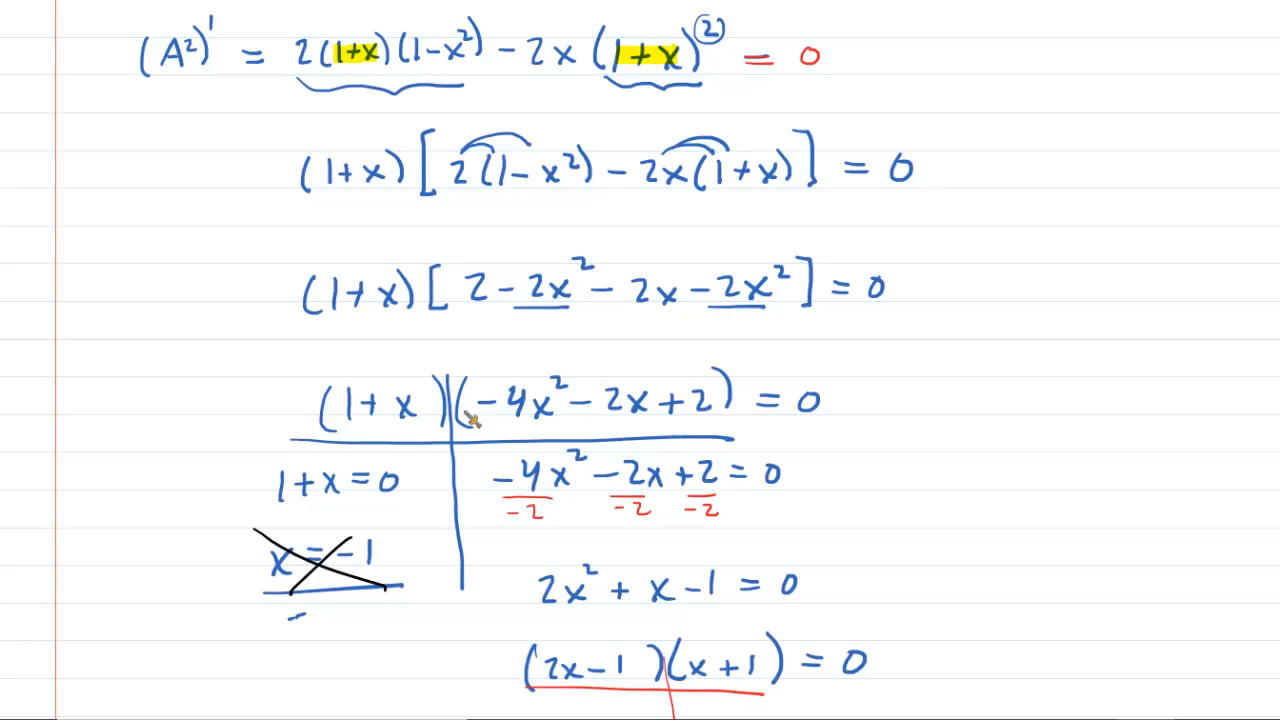 (A²)' = 2(1+x)(1-x²) - 2x (1+x)² = 0
(1+x)[2(1-x²) - 2x(1+x)] = 0
(1+x)[2-2x²-2x-2x²] = 0
(1+x)(-4x²-2x+2) = 0
1+x=0
x=-1
-4x²-2x+2=0
-2 -2 -2
2x²+x-1=0
(2x-1)(x+1)=0